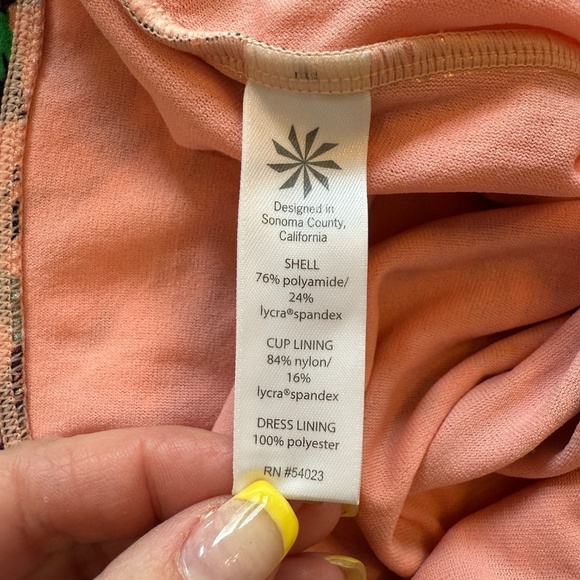 Designed in
Sonoma County,
California
SHELL
76% polyamide/
24%
lycra®spandex
CUP LINING
84% nylon/
16%
lycra®spandex
DRESS LINING
100% polyester
RN #54023